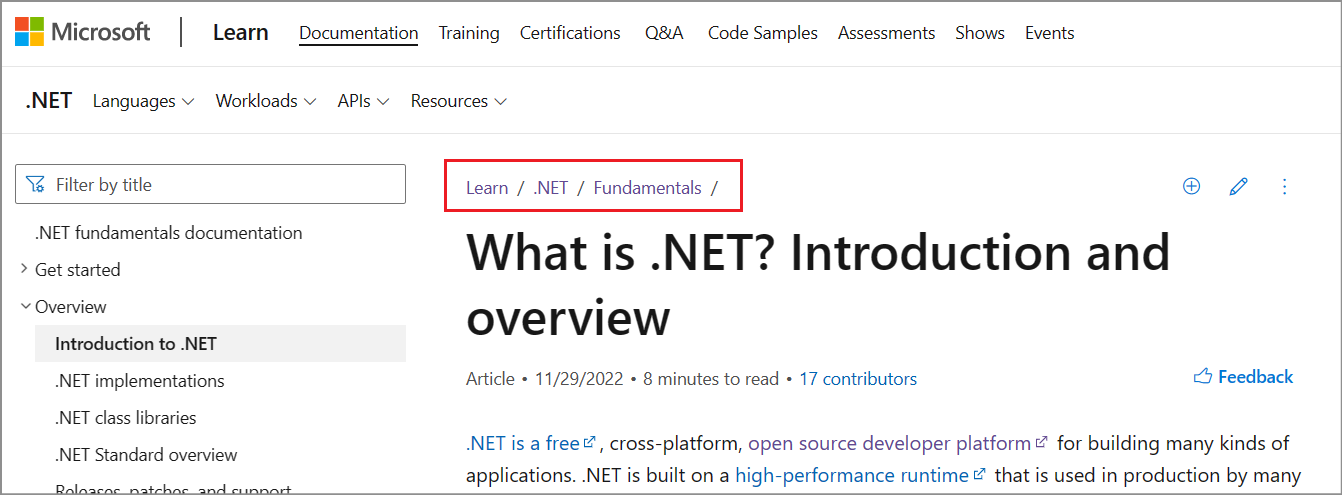 Microsoft | Learn Documentation Training Certifications Q&A Code Samples Assessments Shows Events
.NET Languages Workloads APIs Resources
Filter by title
.NET fundamentals documentation
Get started
Overview
Introduction to .NET
.NET implementations
.NET class libraries
.NET Standard overview
Releases, patches, and support
Learn / .NET / Fundamentals /
What is .NET? Introduction and
overview
Article • 11/29/2022 • 8 minutes to read • 17 contributors
Feedback
.NET is a free, cross-platform, open source developer platform for building many kinds of
applications. .NET is built on a high-performance runtime that is used in production by many